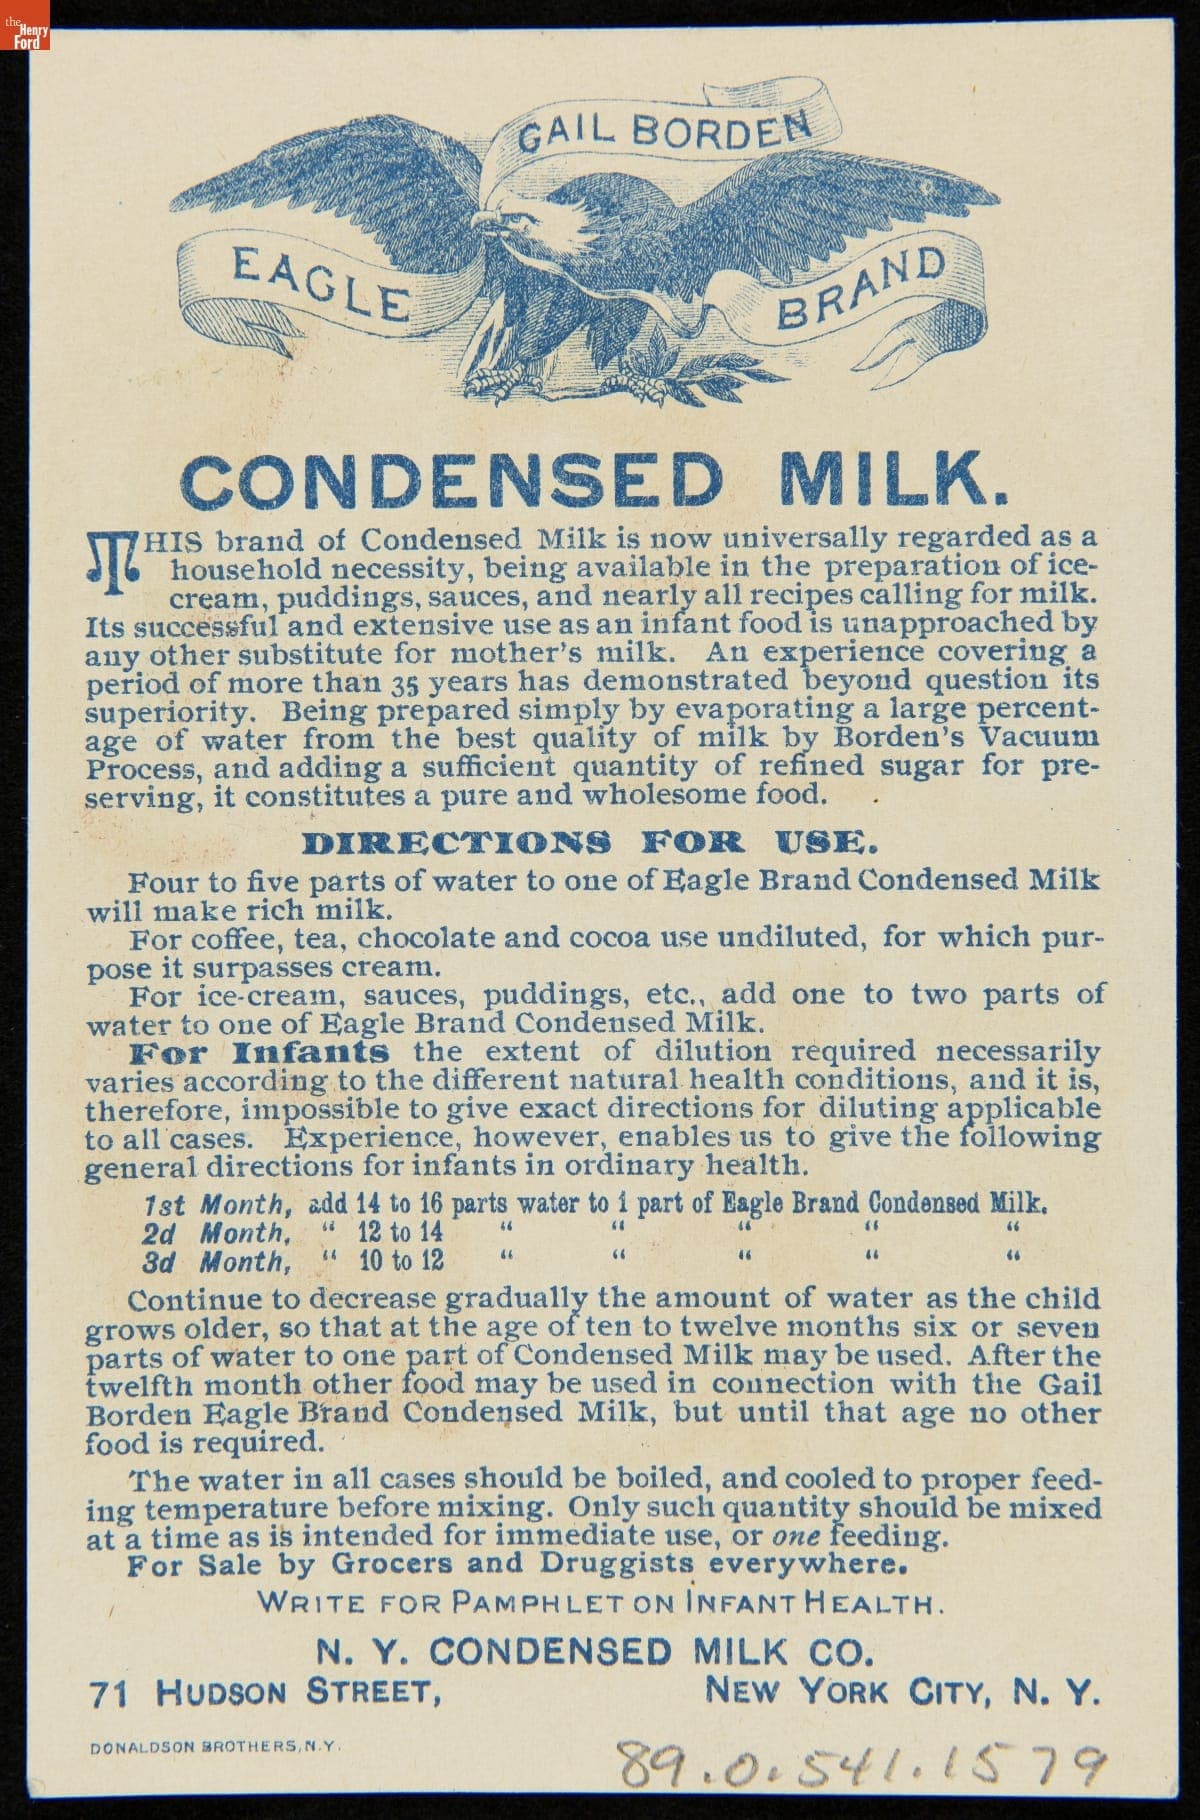 the
Henry
Ford
GAIL BORDEN
EAGLE
BRAND
CONDENSED MILK.
THIS brand of Condensed Milk is now universally regarded as a
household necessity, being available in the preparation of ice-
cream, puddings, sauces, and nearly all recipes calling for milk.
Its successful and extensive use as an infant food is unapproached by
any other substitute for mother's milk. An experience covering a
period of more than 35 years has demonstrated beyond question its
superiority. Being prepared simply by evaporating a large percent-
age of water from the best quality of milk by Borden's Vacuum
Process, and adding a sufficient quantity of refined sugar for pre-
serving, it constitutes a pure and wholesome food.
DIRECTIONS FOR USE.
Four to five parts of water to one of Eagle Brand Condensed Milk
will make rich milk.
For coffee, tea, chocolate and cocoa use undiluted, for which pur-
pose it surpasses cream.
For ice-cream, sauces, puddings, etc., add one to two parts of
water to one of Eagle Brand Condensed Milk.
For Infants the extent of dilution required necessarily
varies according to the different natural health conditions, and it is,
therefore, impossible to give exact directions for diluting applicable
to all cases. Experience, however, enables us to give the following
general directions for infants in ordinary health.
1st Month, add 14 to 16 parts water to 1 part of Eagle Brand Condensed Milk.
2d Month, " 12 to 14 " " " " "
3d Month, " 10 to 12 " " " " "
Continue to decrease gradually the amount of water as the child
grows older, so that at the age of ten to twelve months six or seven
parts of water to one part of Condensed Milk may be used. After the
twelfth month other food may be used in connection with the Gail
Borden Eagle Brand Condensed Milk, but until that age no other
food is required.
The water in all cases should be boiled, and cooled to proper feed-
ing temperature before mixing. Only such quantity should be mixed
at a time as is intended for immediate use, or one feeding.
For Sale by Grocers and Druggists everywhere.
WRITE FOR PAMPHLET ON INFANT HEALTH.
N. Y. CONDENSED MILK CO.
71 HUDSON STREET, NEW YORK CITY, N. Y.
DONALDSON BROTHERS, N.Y.
89.0.541.1579